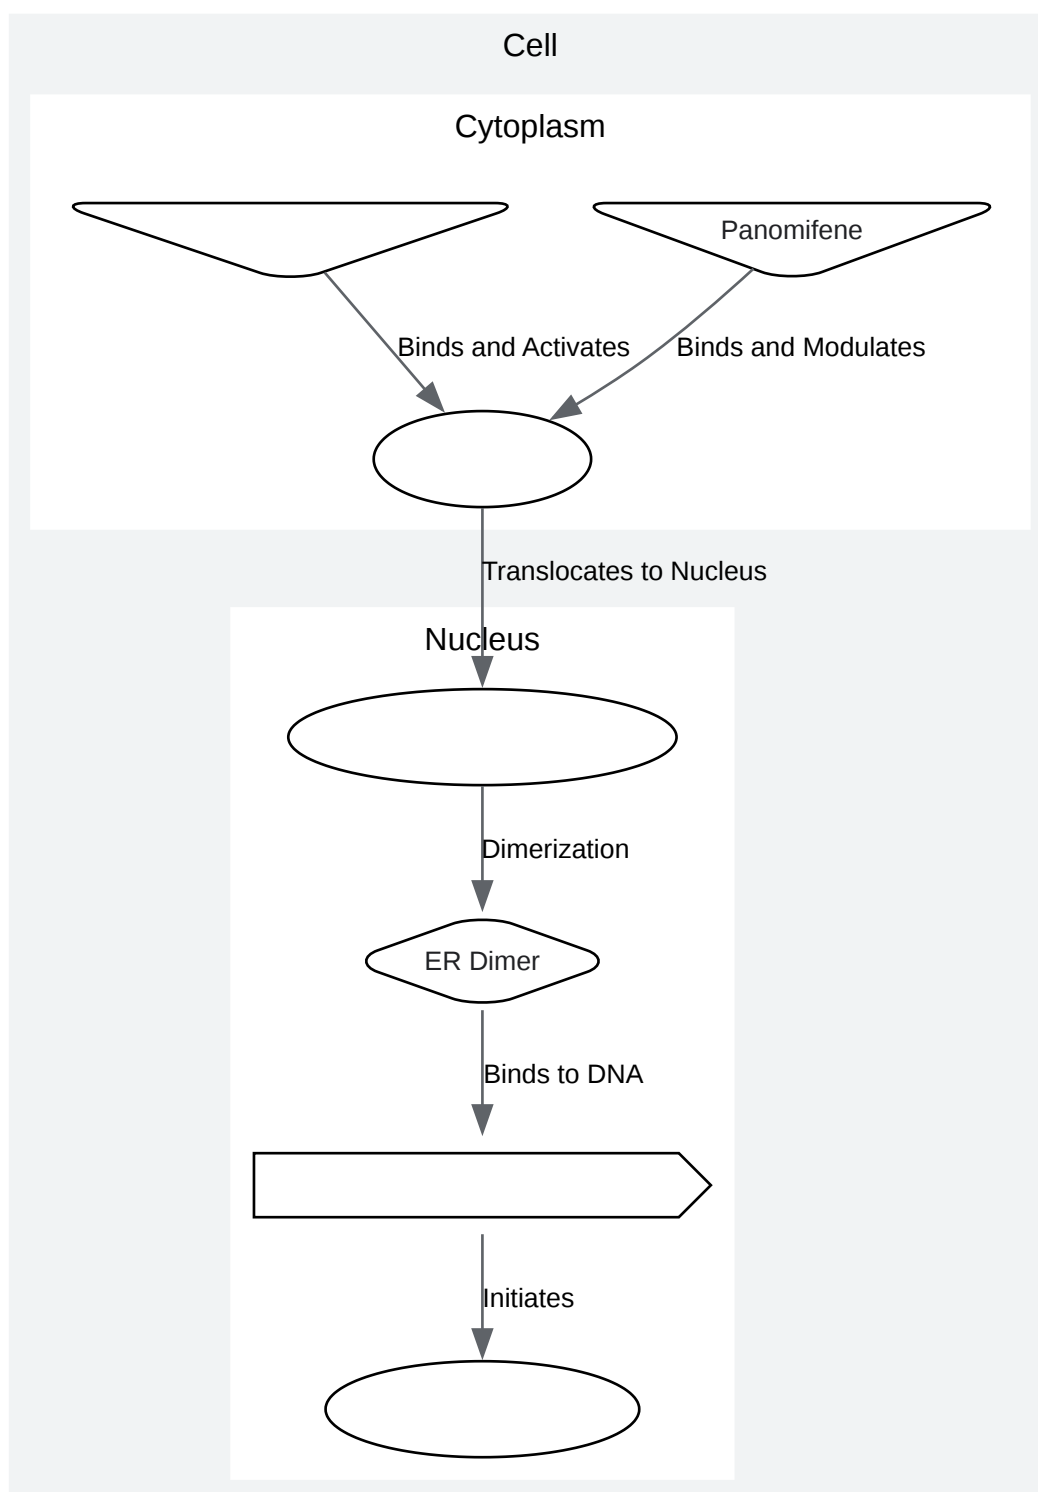 Cell
Cytoplasm
Panomifene
Binds and Activates
Binds and Modulates
Translocates to Nucleus
Nucleus
Dimerization
ER Dimer
Binds to DNA
Initiates